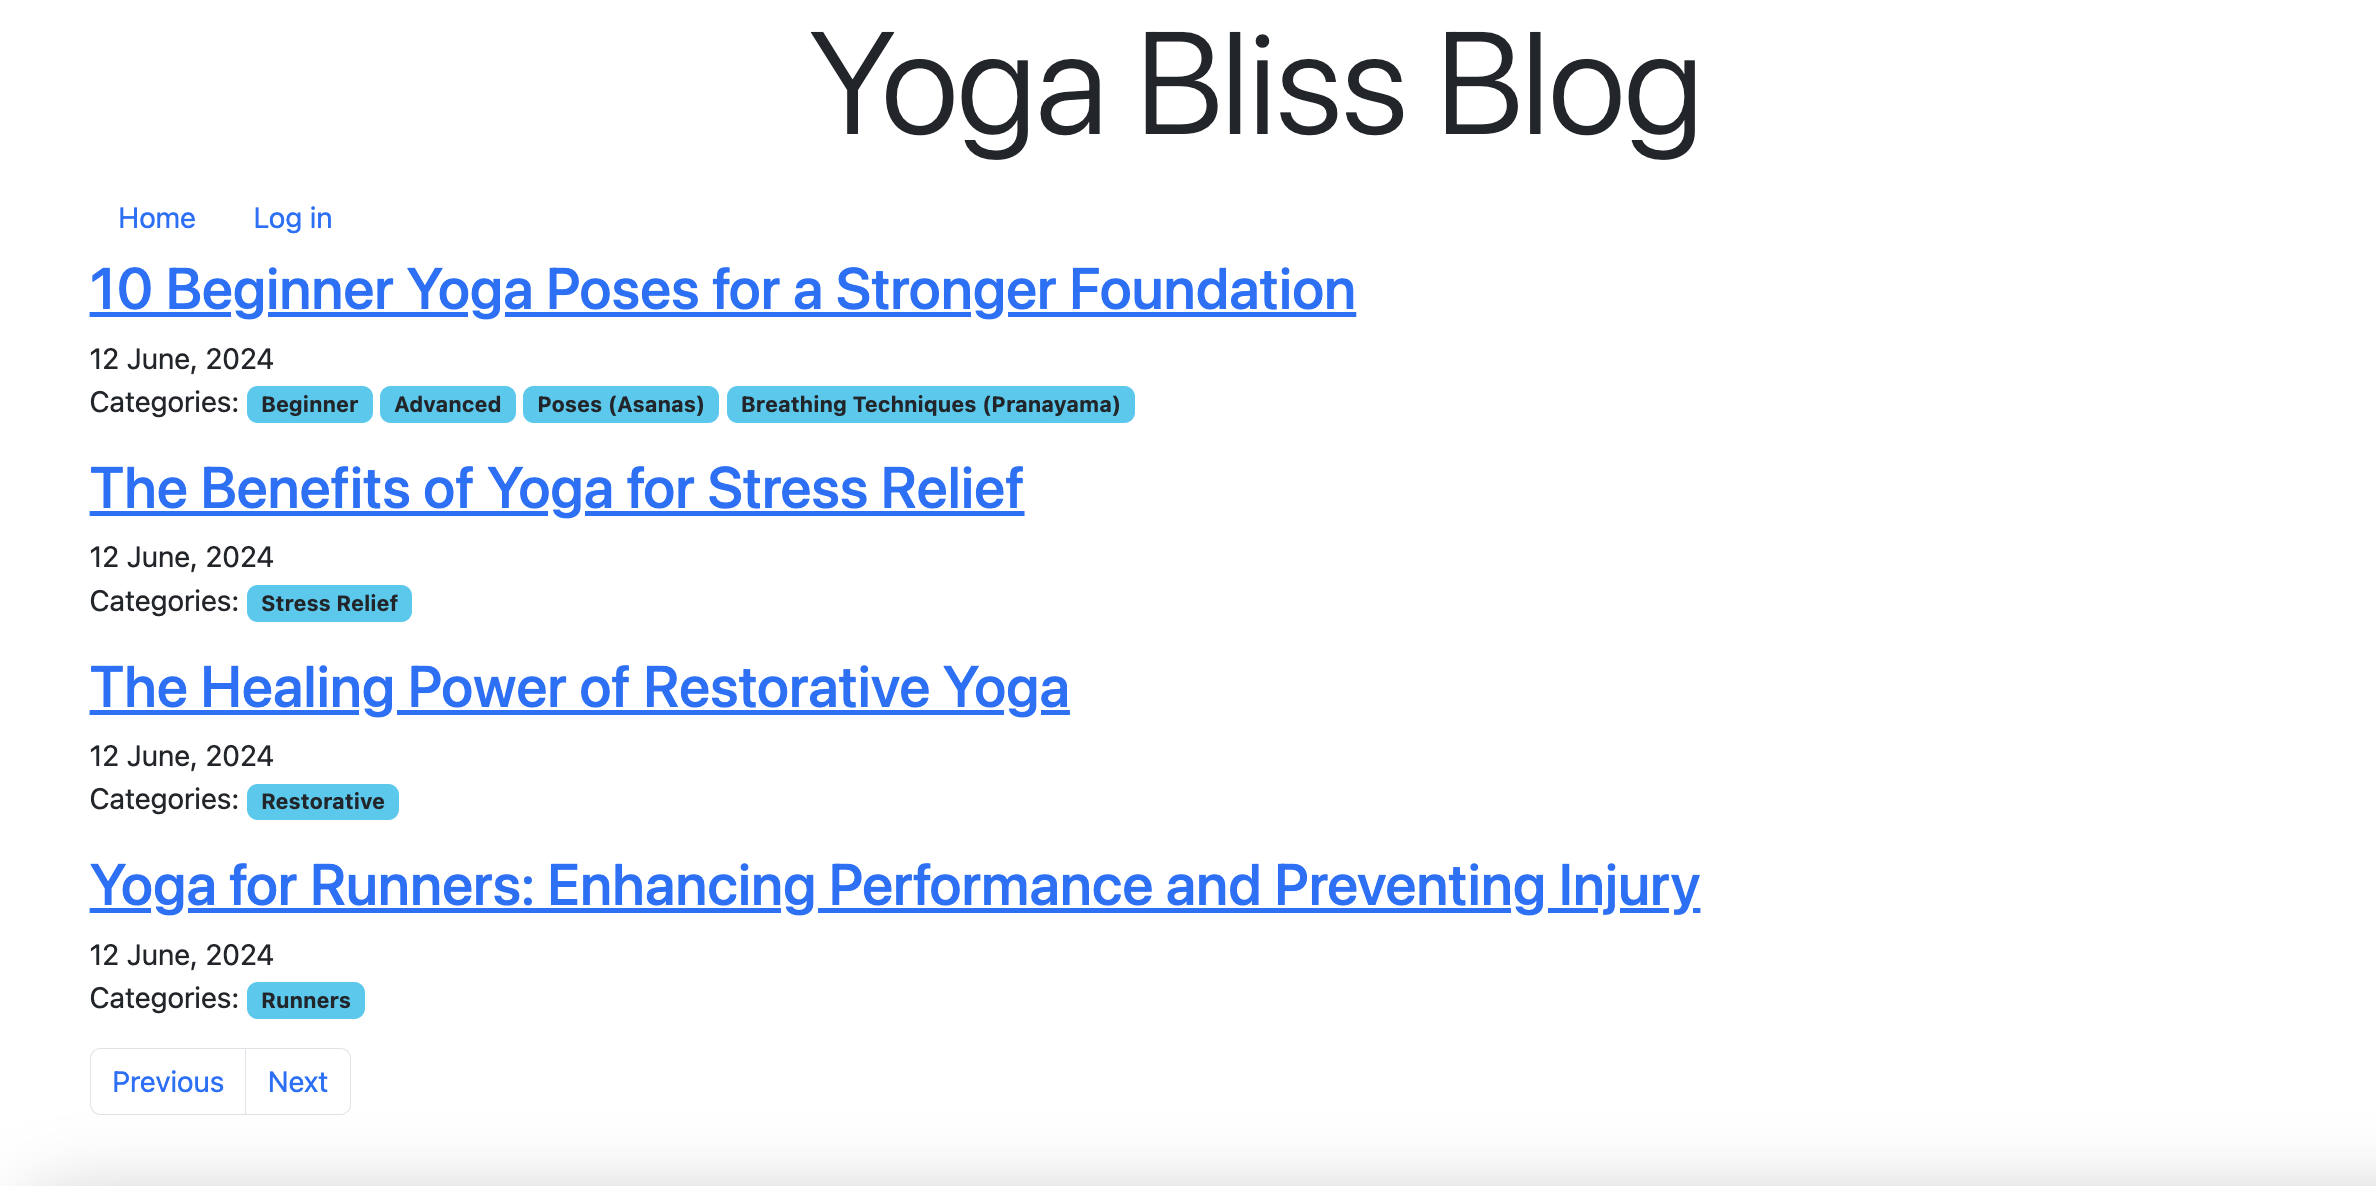 Yoga Bliss Blog
Home Log in
10 Beginner Yoga Poses for a Stronger Foundation
12 June, 2024
Categories: Beginner Advanced Poses (Asanas) Breathing Techniques (Pranayama)
The Benefits of Yoga for Stress Relief
12 June, 2024
Categories: Stress Relief
The Healing Power of Restorative Yoga
12 June, 2024
Categories: Restorative
Yoga for Runners: Enhancing Performance and Preventing Injury
12 June, 2024
Categories: Runners
Previous Next